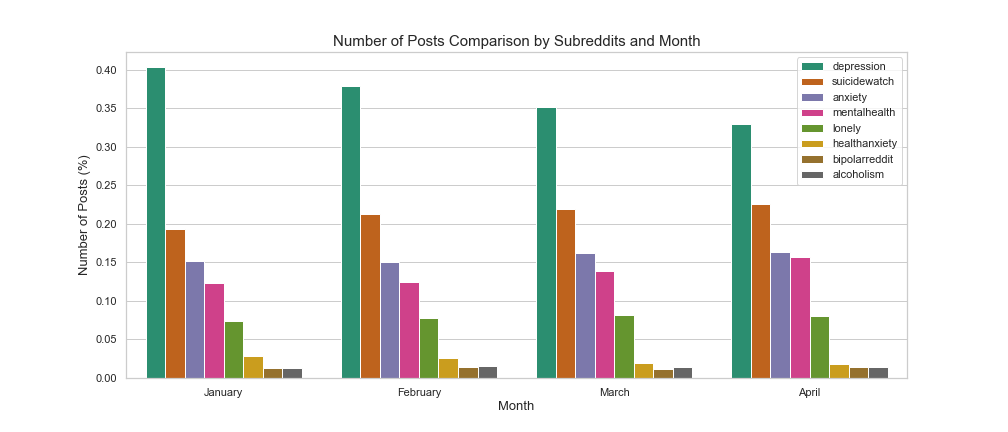 Number of Posts Comparison by Subreddits and Month
Number of Posts (%)
0.40
0.35
0.30
0.25
0.20
0.15
0.10
0.05
0.00
depression
suicidewatch
anxiety
mentalhealth
lonely
healthanxiety
bipolarreddit
alcoholism
January
February
March
April
Month